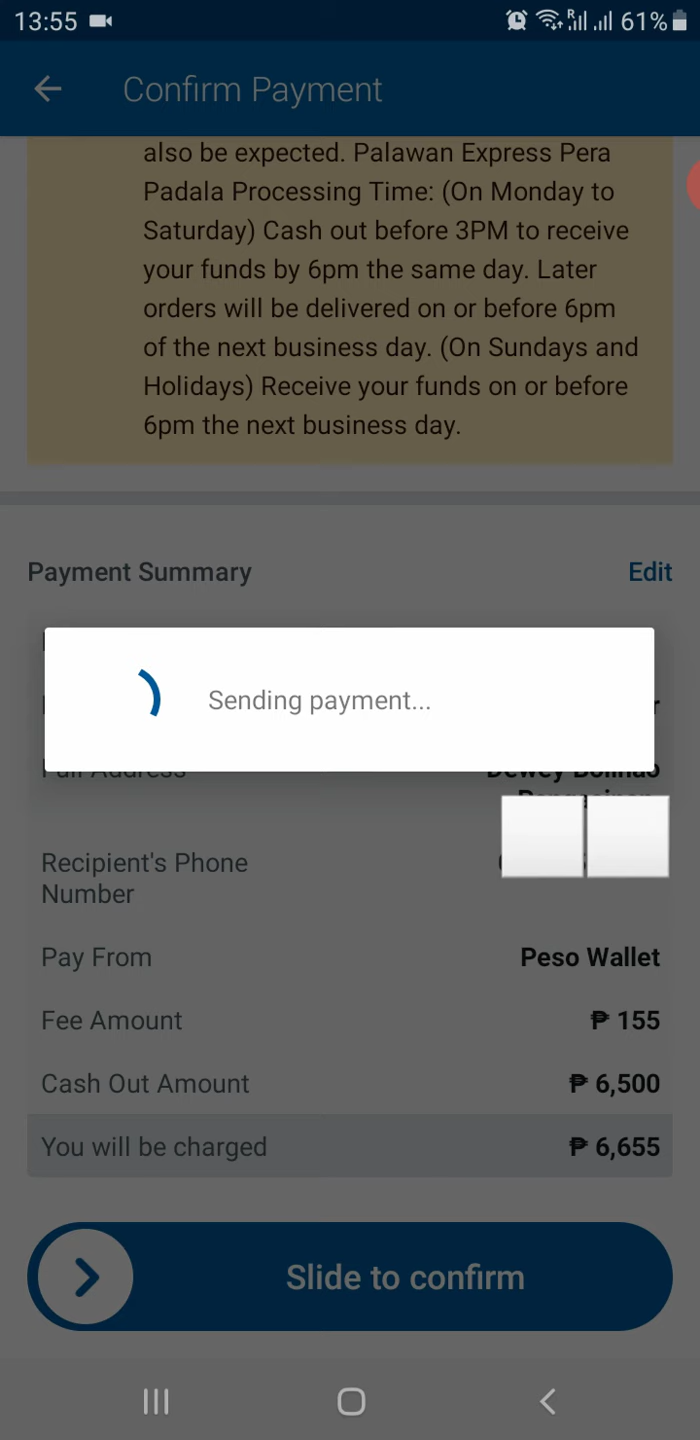 13:55
61%
Confirm Payment
also be expected. Palawan Express Pera
Padala Processing Time: (On Monday to
Saturday) Cash out before 3PM to receive
your funds by 6pm the same day. Later
orders will be delivered on or before 6pm
of the next business day. (On Sundays and
Holidays) Receive your funds on or before
6pm the next business day.
Payment Summary Edit
Sending payment...
Full Address Dewey Bolinao
Recipient's Phone
Number
Pay From Peso Wallet
Fee Amount ₱ 155
Cash Out Amount ₱ 6,500
You will be charged ₱ 6,655
Slide to confirm